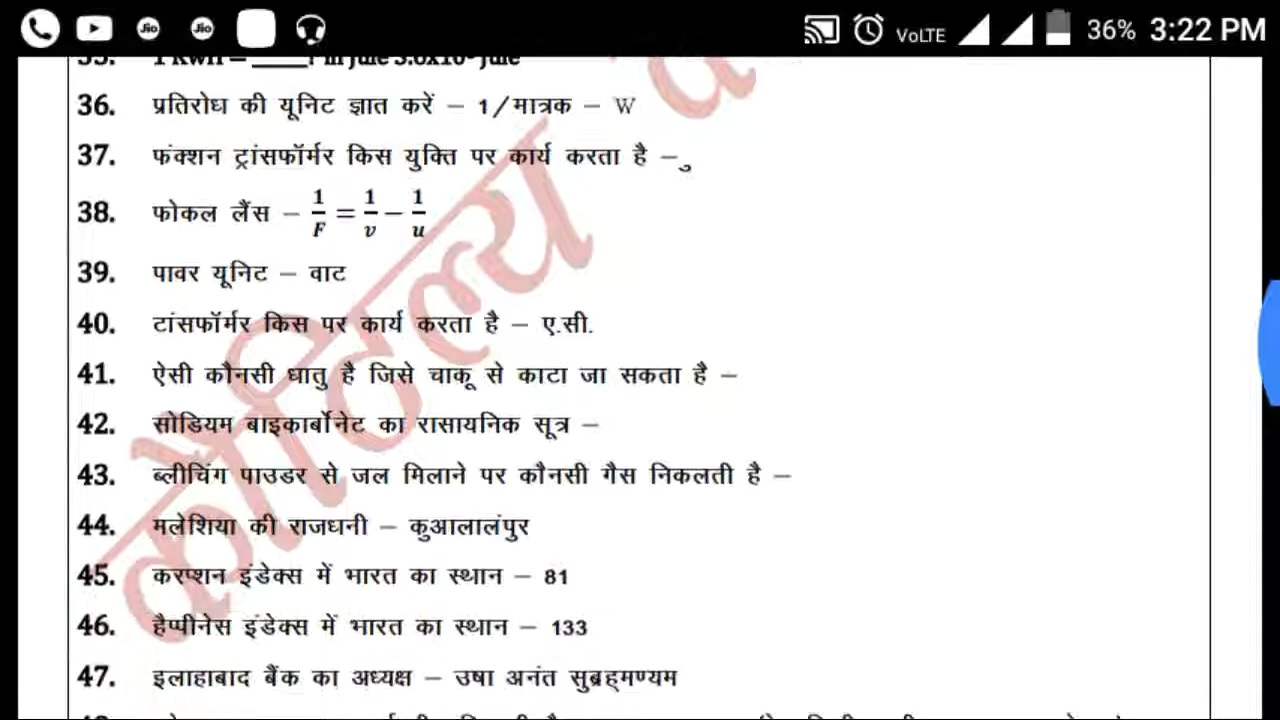 VoLTE 36% 3:22 PM
36. प्रतिरोध की यूनिट ज्ञात करें – 1/मात्रक – W
37. फंक्शन ट्रांसफॉर्मर किस युक्ति पर कार्य करता है –
38. फोकल लैंस – 1/F = 1/v – 1/u
39. पावर यूनिट – वाट
40. टांसफॉर्मर किस पर कार्य करता है – ए.सी.
41. ऐसी कौनसी धातु है जिसे चाकू से काटा जा सकता है –
42. सोडियम बाइकार्बोनेट का रासायनिक सूत्र –
43. ब्लीचिंग पाउडर से जल मिलाने पर कौनसी गैस निकलती है –
44. मलेशिया की राजधनी – कुआलालंपुर
45. करप्शन इंडेक्स में भारत का स्थान – 81
46. हैप्पीनेस इंडेक्स में भारत का स्थान – 133
47. इलाहाबाद बैंक का अध्यक्ष – उषा अनंत सुब्रह्मण्यम
कौटिल्य